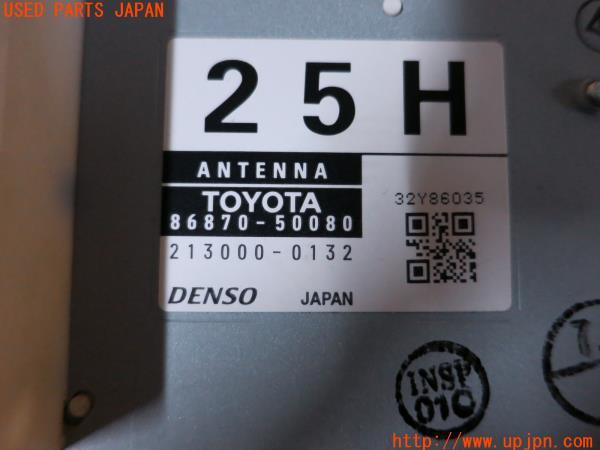 USED PARTS JAPAN
25H
ANTENNA
TOYOTA
86870-50080
32Y86035
213000-0132
DENSO JAPAN
INSP
010
http://www.upjpn.com/